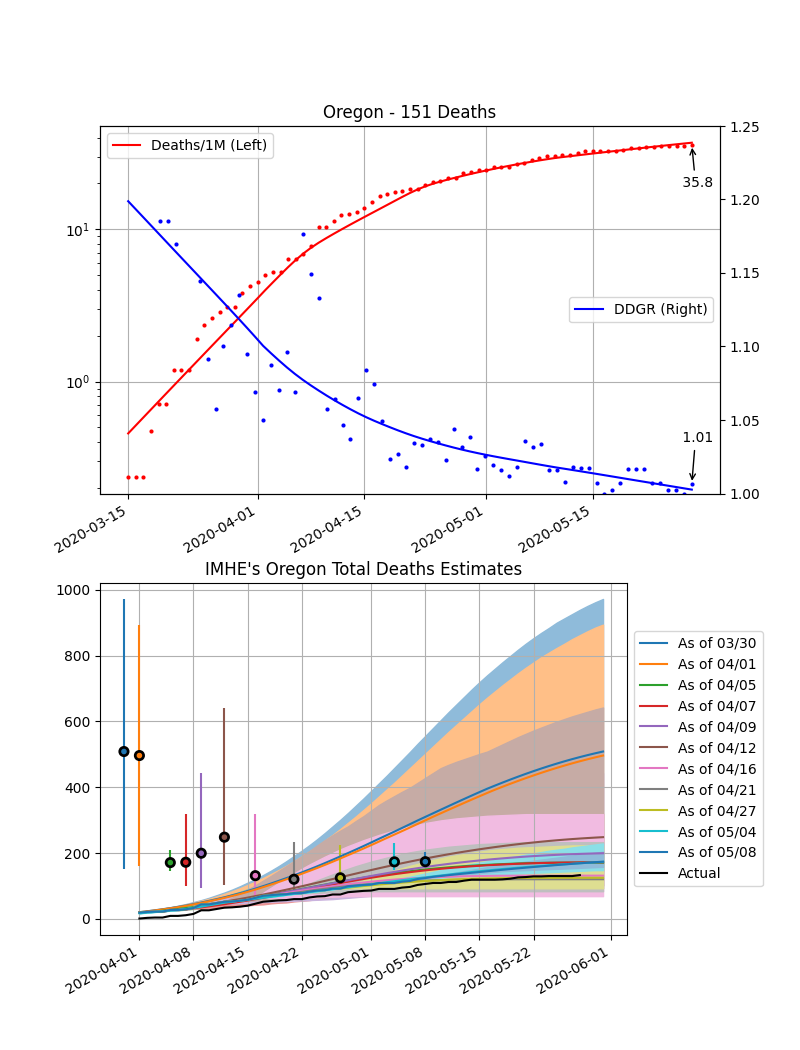 Oregon - 151 Deaths
Deaths/1M (Left)
DDGR (Right)
35.8
1.01
10¹
10⁰
1.25
1.20
1.15
1.10
1.05
1.00
2020-03-15
2020-04-01
2020-04-15
2020-05-01
2020-05-15
IMHE's Oregon Total Deaths Estimates
1000
800
600
400
200
0
2020-04-01
2020-04-08
2020-04-15
2020-04-22
2020-05-01
2020-05-08
2020-05-15
2020-05-22
2020-06-01
As of 03/30
As of 04/01
As of 04/05
As of 04/07
As of 04/09
As of 04/12
As of 04/16
As of 04/21
As of 04/27
As of 05/04
As of 05/08
Actual